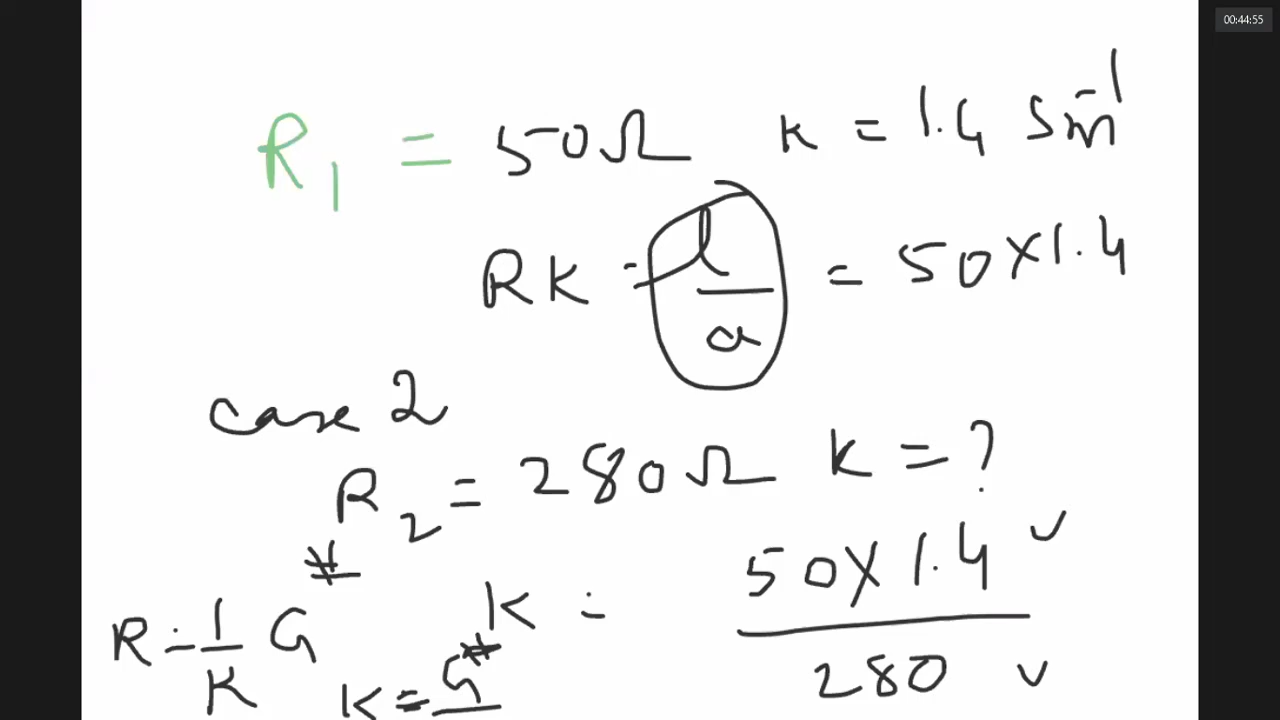 00:44:55
R₁ = 50Ω K = 1.4 Sm⁻¹
RK = l/a = 50×1.4
case 2
R₂ = 280Ω K = ?
K = 50×1.4/280
R = 1/K G*
K = G*/